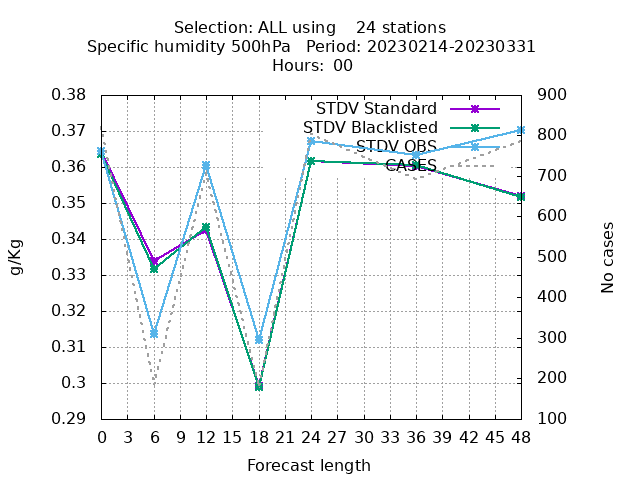 Selection: ALL using    24 stations
Specific humidity 500hPa   Period: 20230214-20230331
Hours:  00
0.38
0.37
0.36
0.35
0.34
0.33
0.32
0.31
0.3
0.29
g/Kg
STDV Standard
STDV Blacklisted
STDV OBS
CASES
900
800
700
600
500
400
300
200
100
No cases
0 3 6 9 12 15 18 21 24 27 30 33 36 39 42 45 48
Forecast length